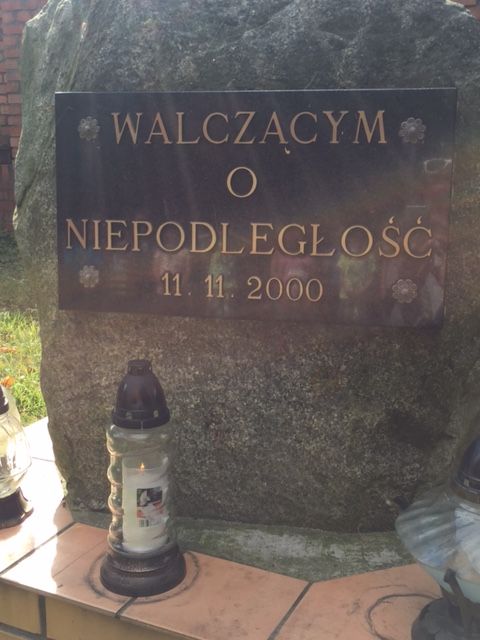 WALCZĄCYM
O
NIEPODLEGŁOŚĆ
11. 11. 2000